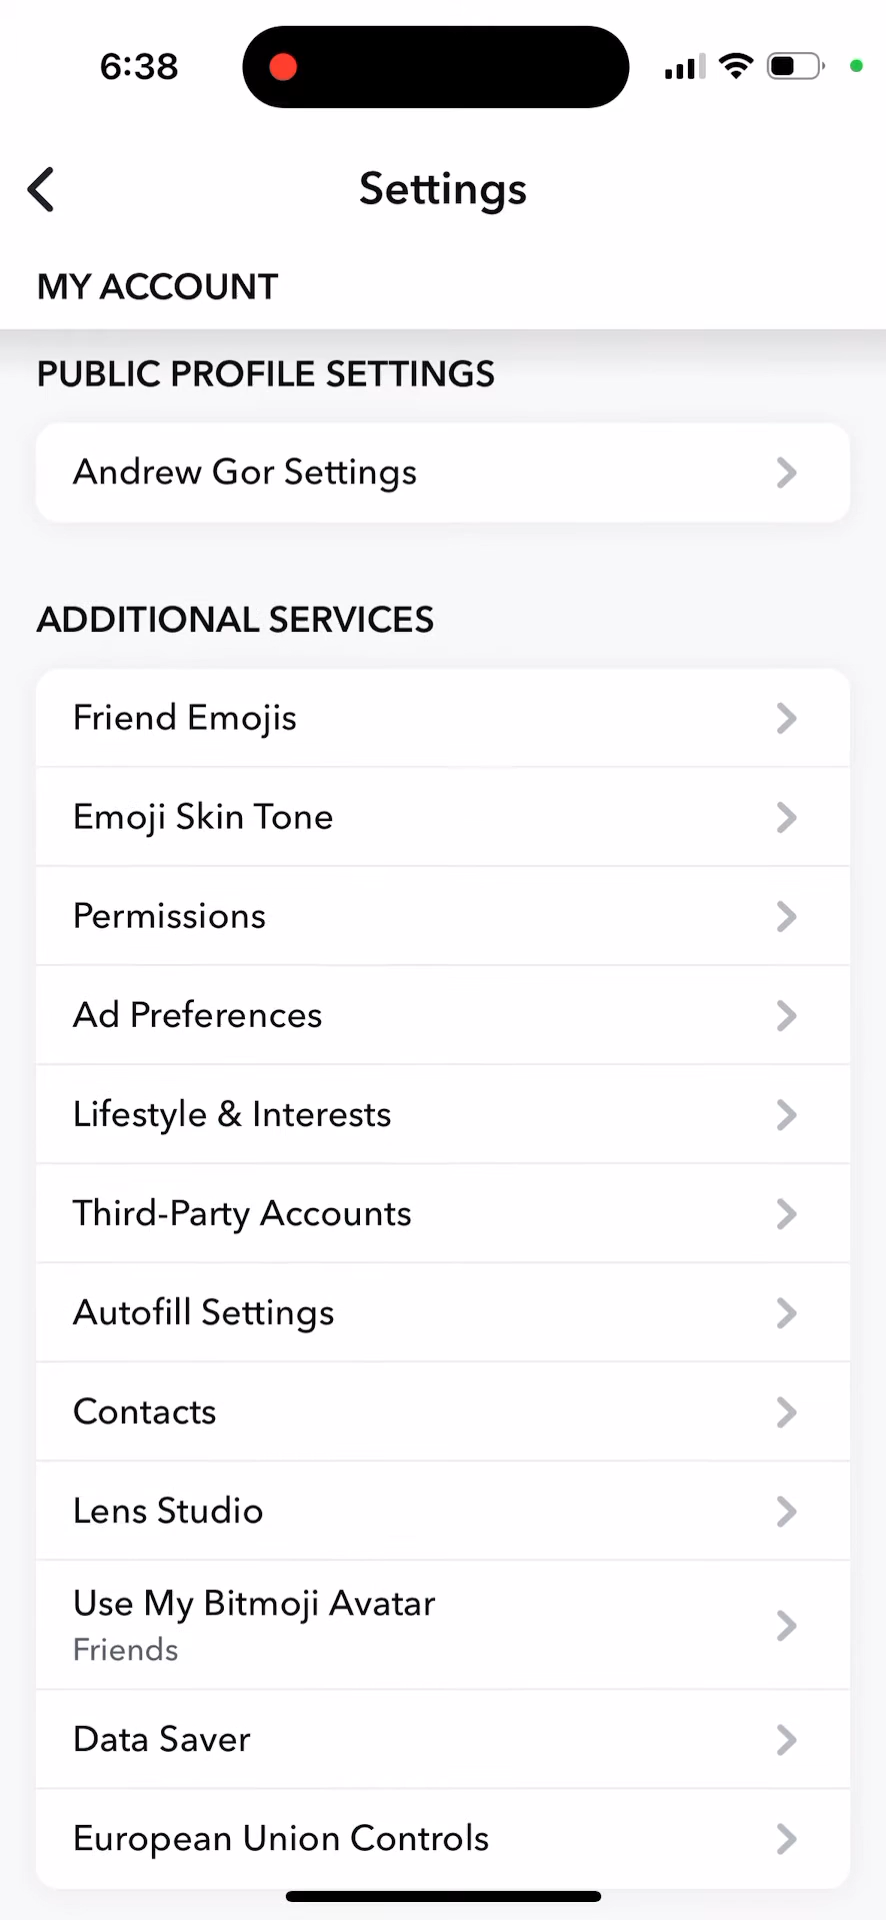 6:38
Settings
MY ACCOUNT
PUBLIC PROFILE SETTINGS
Andrew Gor Settings
ADDITIONAL SERVICES
Friend Emojis
Emoji Skin Tone
Permissions
Ad Preferences
Lifestyle & Interests
Third-Party Accounts
Autofill Settings
Contacts
Lens Studio
Use My Bitmoji Avatar
Friends
Data Saver
European Union Controls